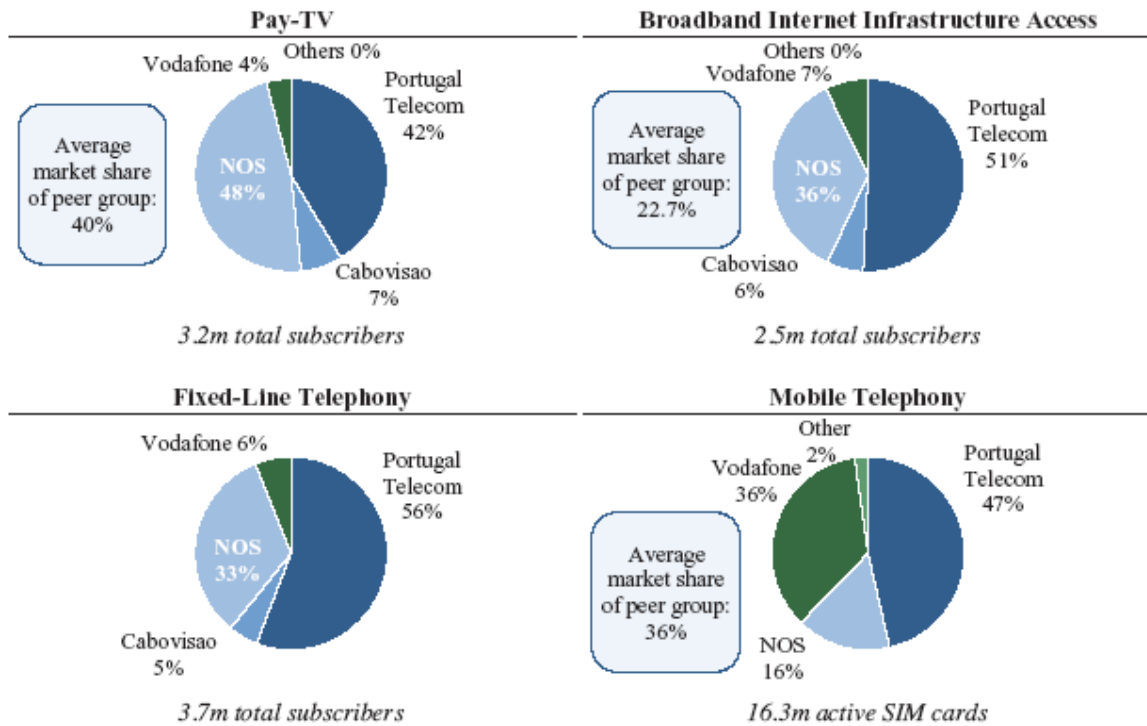 Pay-TV
Others 0%
Vodafone 4%
Portugal
Telecom
42%
Average
market share
of peer group:
40%
NOS
48%
Cabovisao
7%
3.2m total subscribers
Broadband Internet Infrastructure Access
Others 0%
Vodafone 7%
Portugal
Telecom
51%
Average
market share
of peer group:
22.7%
NOS
36%
Cabovisao
6%
2.5m total subscribers
Fixed-Line Telephony
Vodafone 6%
Portugal
Telecom
56%
NOS
33%
Cabovisao
5%
3.7m total subscribers
Mobile Telephony
Other
2%
Vodafone
36%
Portugal
Telecom
47%
Average
market share
of peer group:
36%
NOS
16%
16.3m active SIM cards